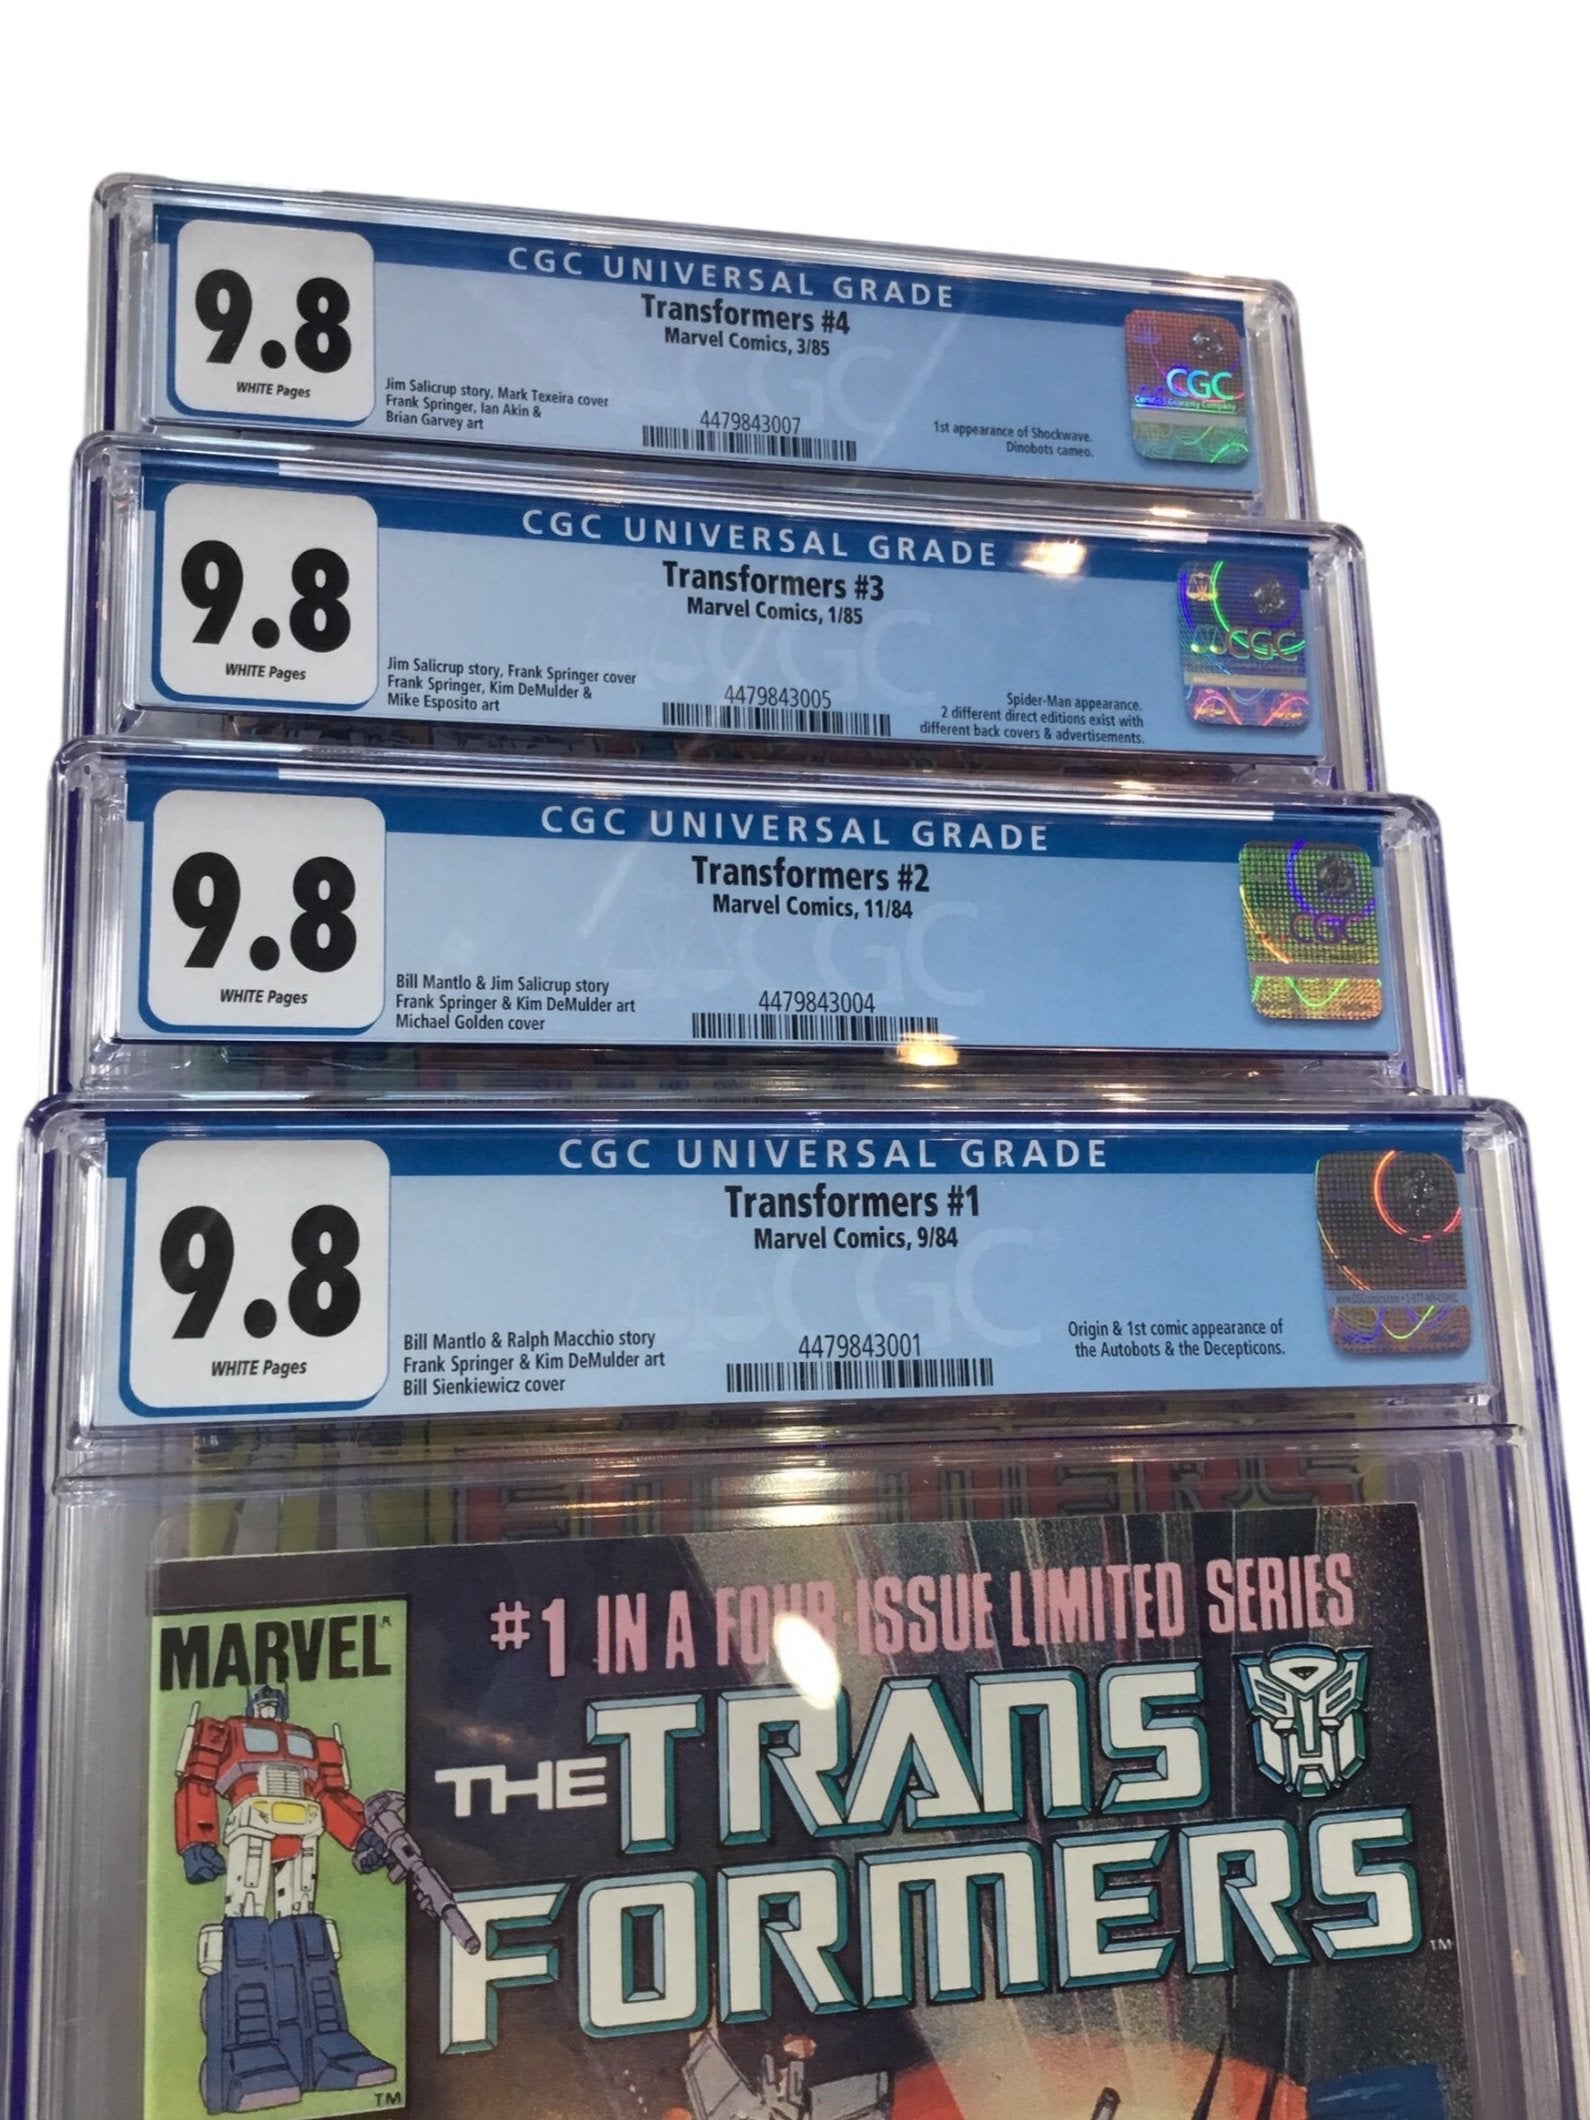 CGC UNIVERSAL GRADE
9.8
WHITE Pages
Transformers #4
Marvel Comics, 3/85
Jim Salicrup story, Mark Texeira cover
Frank Springer, Ian Akin &
Brian Garvey art
4479843007
1st appearance of Shockwave.
Dinobots cameo.
CGC
CGC UNIVERSAL GRADE
9.8
WHITE Pages
Transformers #3
Marvel Comics, 1/85
Jim Salicrup story, Frank Springer cover
Frank Springer, Kim DeMulder &
Mike Esposito art
4479843005
Spider-Man appearance.
2 different direct editions exist with
different back covers & advertisements.
CGC
CGC UNIVERSAL GRADE
9.8
WHITE Pages
Transformers #2
Marvel Comics, 11/84
Bill Mantlo & Jim Salicrup story
Frank Springer & Kim DeMulder art
Michael Golden cover
4479843004
CGC
CGC UNIVERSAL GRADE
9.8
WHITE Pages
Transformers #1
Marvel Comics, 9/84
Bill Mantlo & Ralph Macchio story
Frank Springer & Kim DeMulder art
Bill Sienkiewicz cover
4479843001
Origin & 1st comic appearance of
the Autobots & the Decepticons.
MARVEL
#1 IN A FOUR-ISSUE LIMITED SERIES
THE TRANS
FORMERS TM
TM